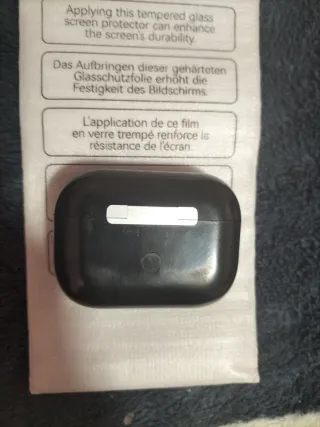 Applying this tempered glass
screen protector can enhance
the screen's durability.
Das Aufbringen dieser gehärteten
Glasschutzfolie erhöht die
Festigkeit des Bildschirms.
L'application de ce film
en verre trempé renforce la
résistance de l'écran.